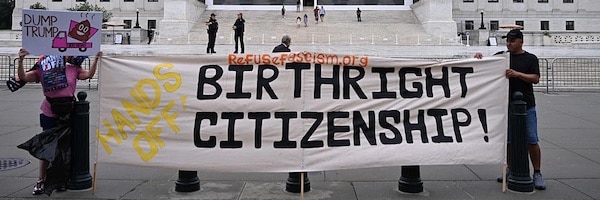 DUMP
TRUMP
RefuseFascism.org
HANDS
OFF!
BIRTHRIGHT
CITIZENSHIP!